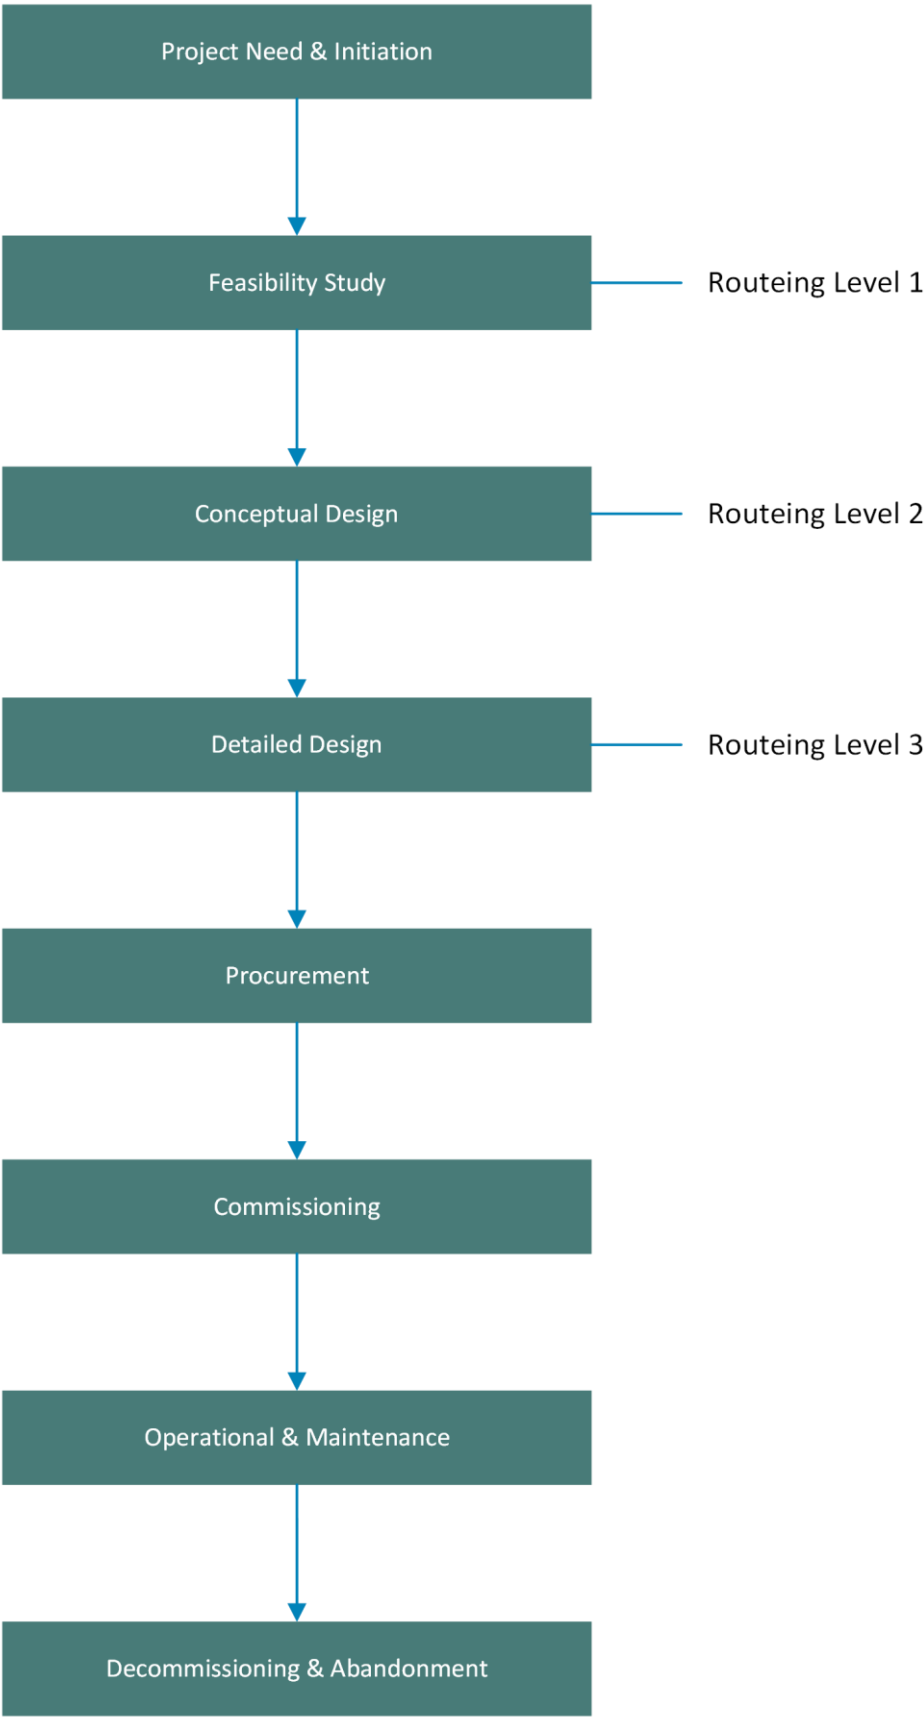 Project Need & Initiation
Feasibility Study
Routeing Level 1
Conceptual Design
Routeing Level 2
Detailed Design
Routeing Level 3
Procurement
Commissioning
Operational & Maintenance
Decommissioning & Abandonment